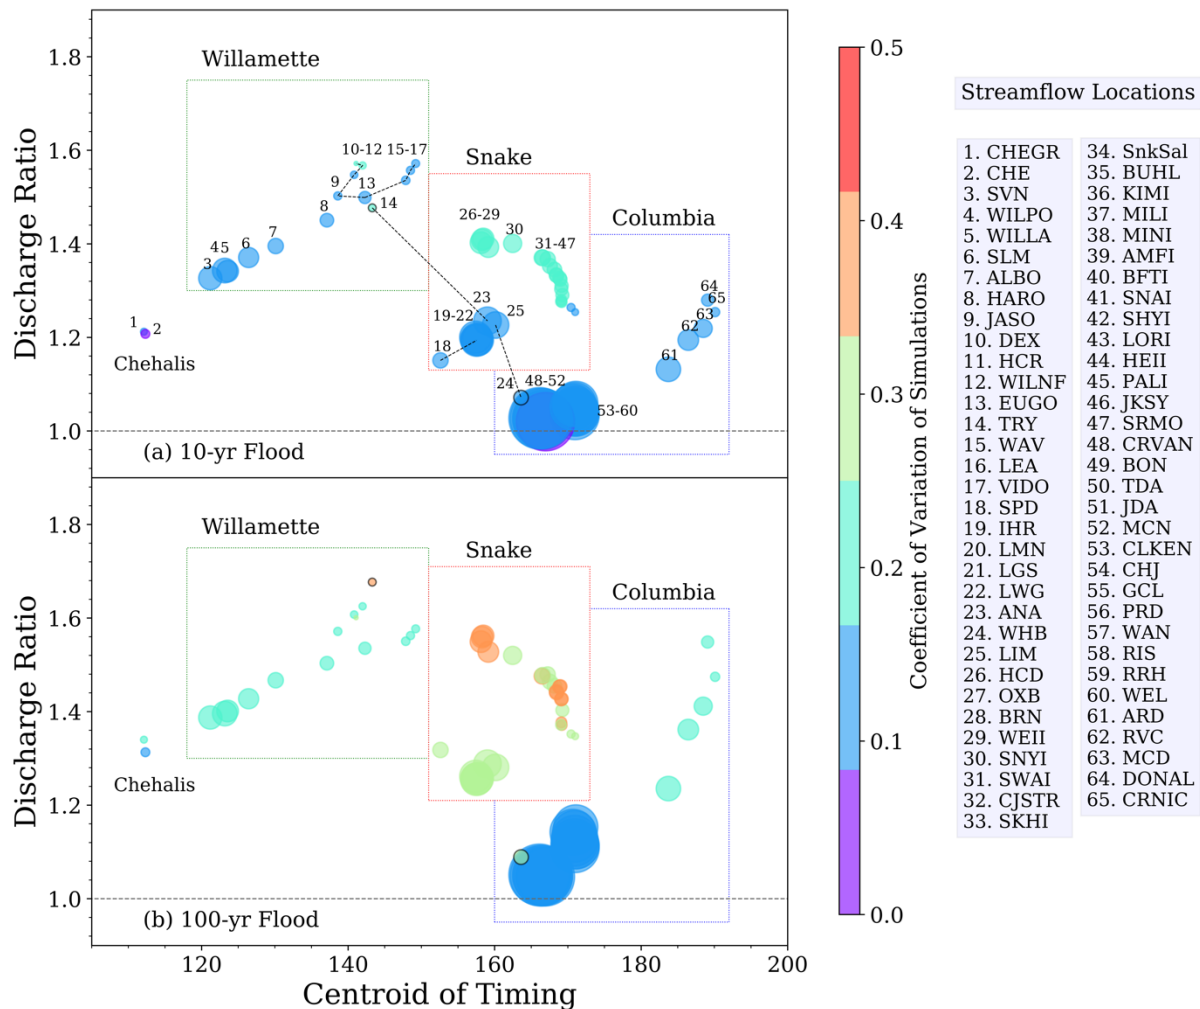 Willamette
Snake
Columbia
Chehalis
1
2
3
45
6
7
8
9
10-12
13
14
15-17
18
19-22
23
24
25
26-29
30
31-47
48-52
53-60
61
62
63
64
65
(a) 10-yr Flood
Discharge Ratio
1.8
1.6
1.4
1.2
1.0
Willamette
Snake
Columbia
Chehalis
(b) 100-yr Flood
Discharge Ratio
1.8
1.6
1.4
1.2
1.0
120
140
160
180
200
Centroid of Timing
0.5
0.4
0.3
0.2
0.1
0.0
Coefficient of Variation of Simulations
Streamflow Locations
1. CHEGR
2. CHE
3. SVN
4. WILPO
5. WILLA
6. SLM
7. ALBO
8. HARO
9. JASO
10. DEX
11. HCR
12. WILNF
13. EUGO
14. TRY
15. WAV
16. LEA
17. VIDO
18. SPD
19. IHR
20. LMN
21. LGS
22. LWG
23. ANA
24. WHB
25. LIM
26. HCD
27. OXB
28. BRN
29. WEII
30. SNYI
31. SWAI
32. CJSTR
33. SKHI
34. SnkSal
35. BUHL
36. KIMI
37. MILI
38. MINI
39. AMFI
40. BFTI
41. SNAI
42. SHYI
43. LORI
44. HEII
45. PALI
46. JKSY
47. SRMO
48. CRVAN
49. BON
50. TDA
51. JDA
52. MCN
53. CLKEN
54. CHJ
55. GCL
56. PRD
57. WAN
58. RIS
59. RRH
60. WEL
61. ARD
62. RVC
63. MCD
64. DONAL
65. CRNIC